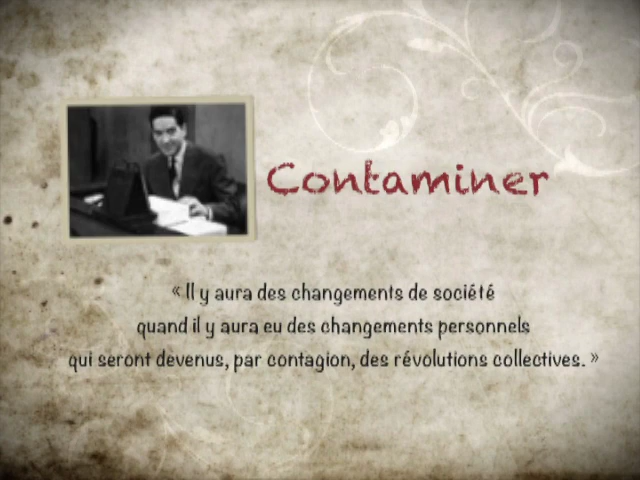 Contaminer
« Il y aura des changements de société
quand il y aura eu des changements personnels
qui seront devenus, par contagion, des révolutions collectives. »